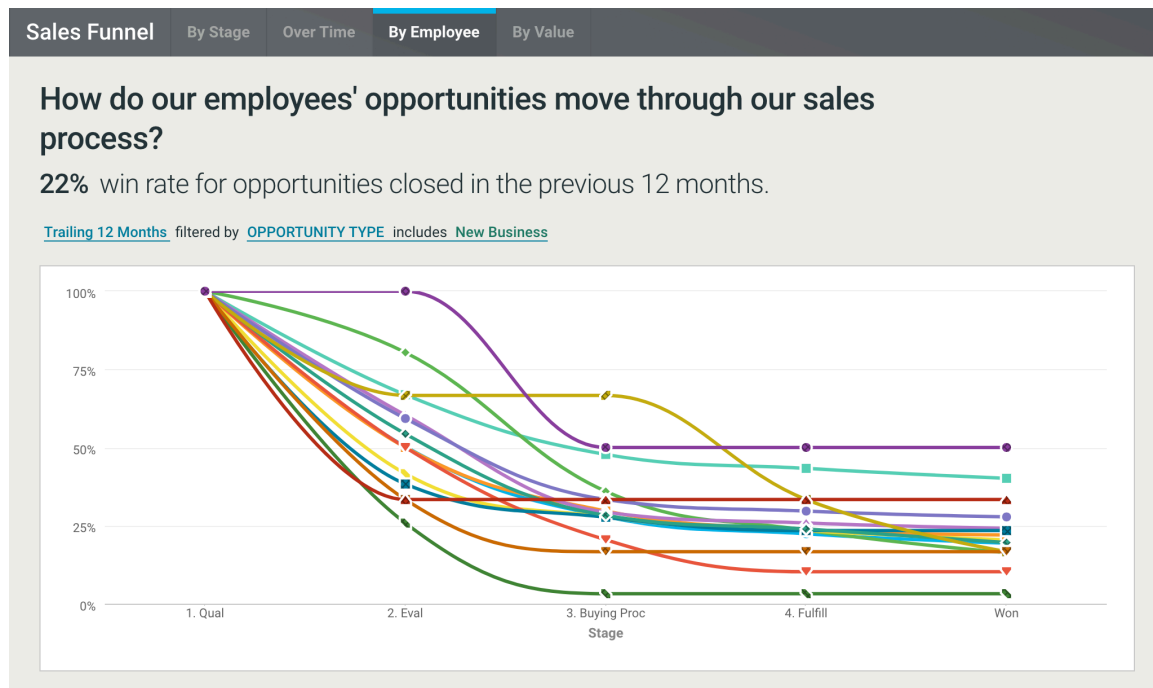 Sales Funnel By Stage Over Time By Employee By Value
How do our employees' opportunities move through our sales
process?
22% win rate for opportunities closed in the previous 12 months.
Trailing 12 Months filtered by OPPORTUNITY TYPE includes New Business
100%
75%
50%
25%
0%
1. Qual 2. Eval 3. Buying Proc 4. Fulfill Won
Stage